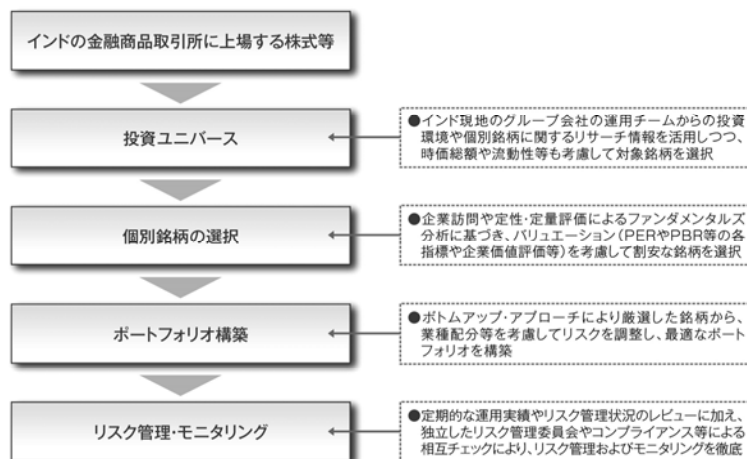 インドの金融商品取引所に上場する株式等
投資ユニバース
●インド現地のグループ会社の運用チームからの投資
環境や個別銘柄に関するリサーチ情報を活用しつつ、
時価総額や流動性等も考慮して対象銘柄を選択
個別銘柄の選択
●企業訪問や定性・定量評価によるファンダメンタルズ
分析に基づき、バリュエーション(PERやPBR等の各
指標や企業価値評価等)を考慮して割安な銘柄を選択
ポートフォリオ構築
●ボトムアップ・アプローチにより厳選した銘柄から、
業種配分等を考慮してリスクを調整し、最適なポート
フォリオを構築
リスク管理・モニタリング
●定期的な運用実績やリスク管理状況のレビューに加え、
独立したリスク管理委員会やコンプライアンス等による
相互チェックにより、リスク管理およびモニタリングを徹底